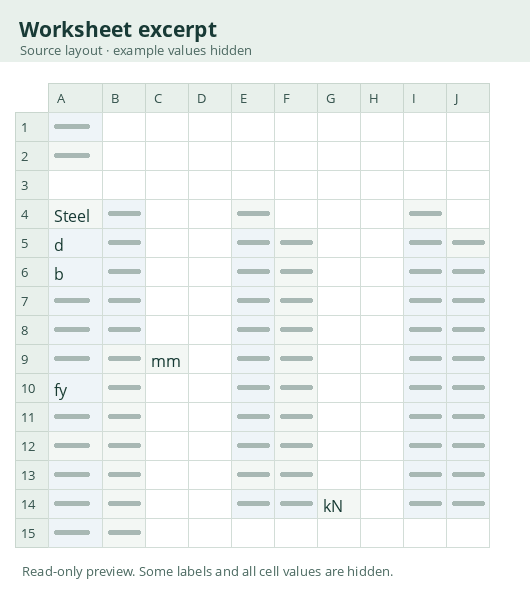 Worksheet excerpt
Source layout · example values hidden
A B C D E F G H I J
1
2
3
4 Steel
5 d
6 b
7
8
9 mm
10 fy
11
12
13
14 kN
15
Read-only preview. Some labels and all cell values are hidden.